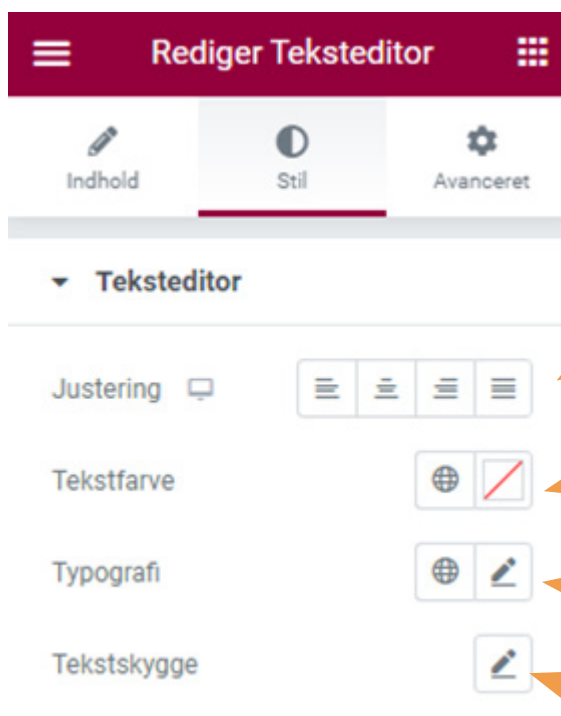 Rediger Teksteditor
Indhold Stil Avanceret
Teksteditor
Justering
Tekstfarve
Typografi
Tekstskygge